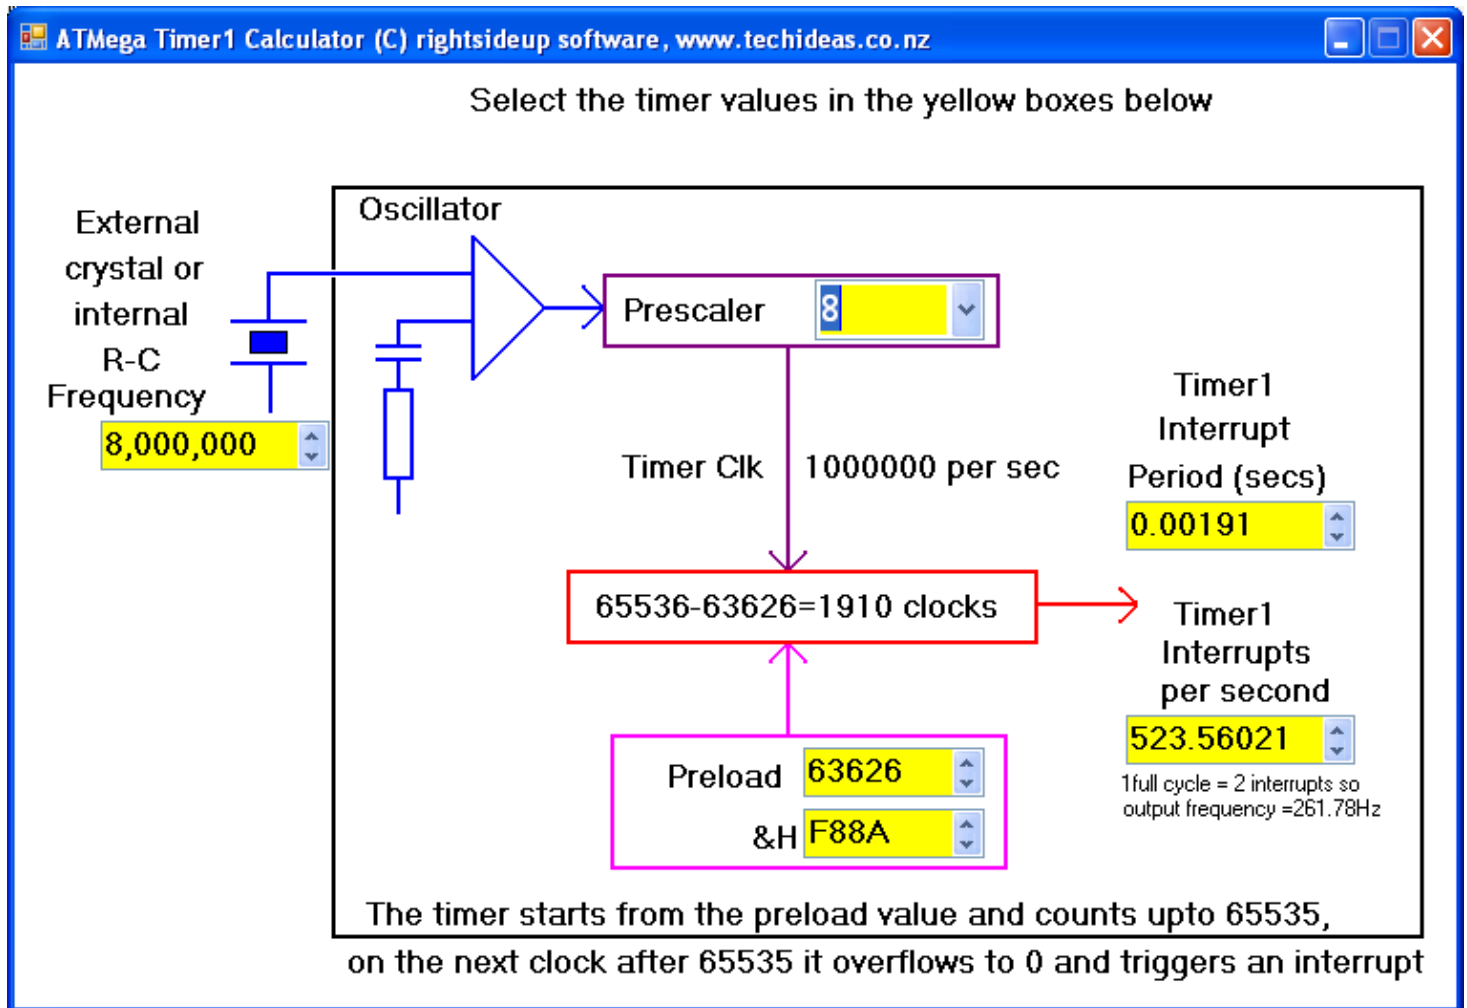 ATMega Timer1 Calculator (C) rightsideup software, www.techideas.co.nz
Select the timer values in the yellow boxes below
External
crystal or
internal
R-C
Frequency
8,000,000
Oscillator
Prescaler 8
Timer Clk 1000000 per sec
Timer1
Interrupt
Period (secs)
0.00191
65536-63626=1910 clocks
Timer1
Interrupts
per second
523.56021
1full cycle = 2 interrupts so
output frequency =261.78Hz
Preload 63626
&H F88A
The timer starts from the preload value and counts upto 65535,
on the next clock after 65535 it overflows to 0 and triggers an interrupt